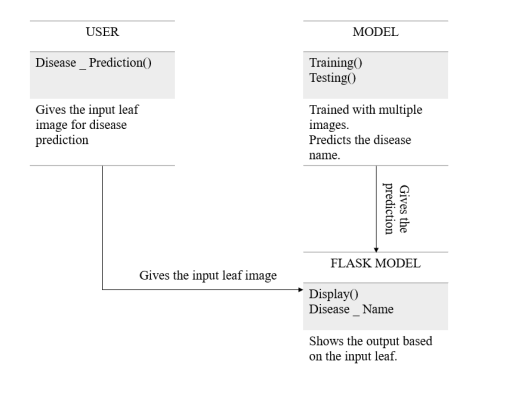 USER
Disease _ Prediction()
Gives the input leaf
image for disease
prediction
MODEL
Training()
Testing()
Trained with multiple
images.
Predicts the disease
name.
Gives the
prediction
Gives the input leaf image
FLASK MODEL
Display()
Disease _ Name
Shows the output based
on the input leaf.